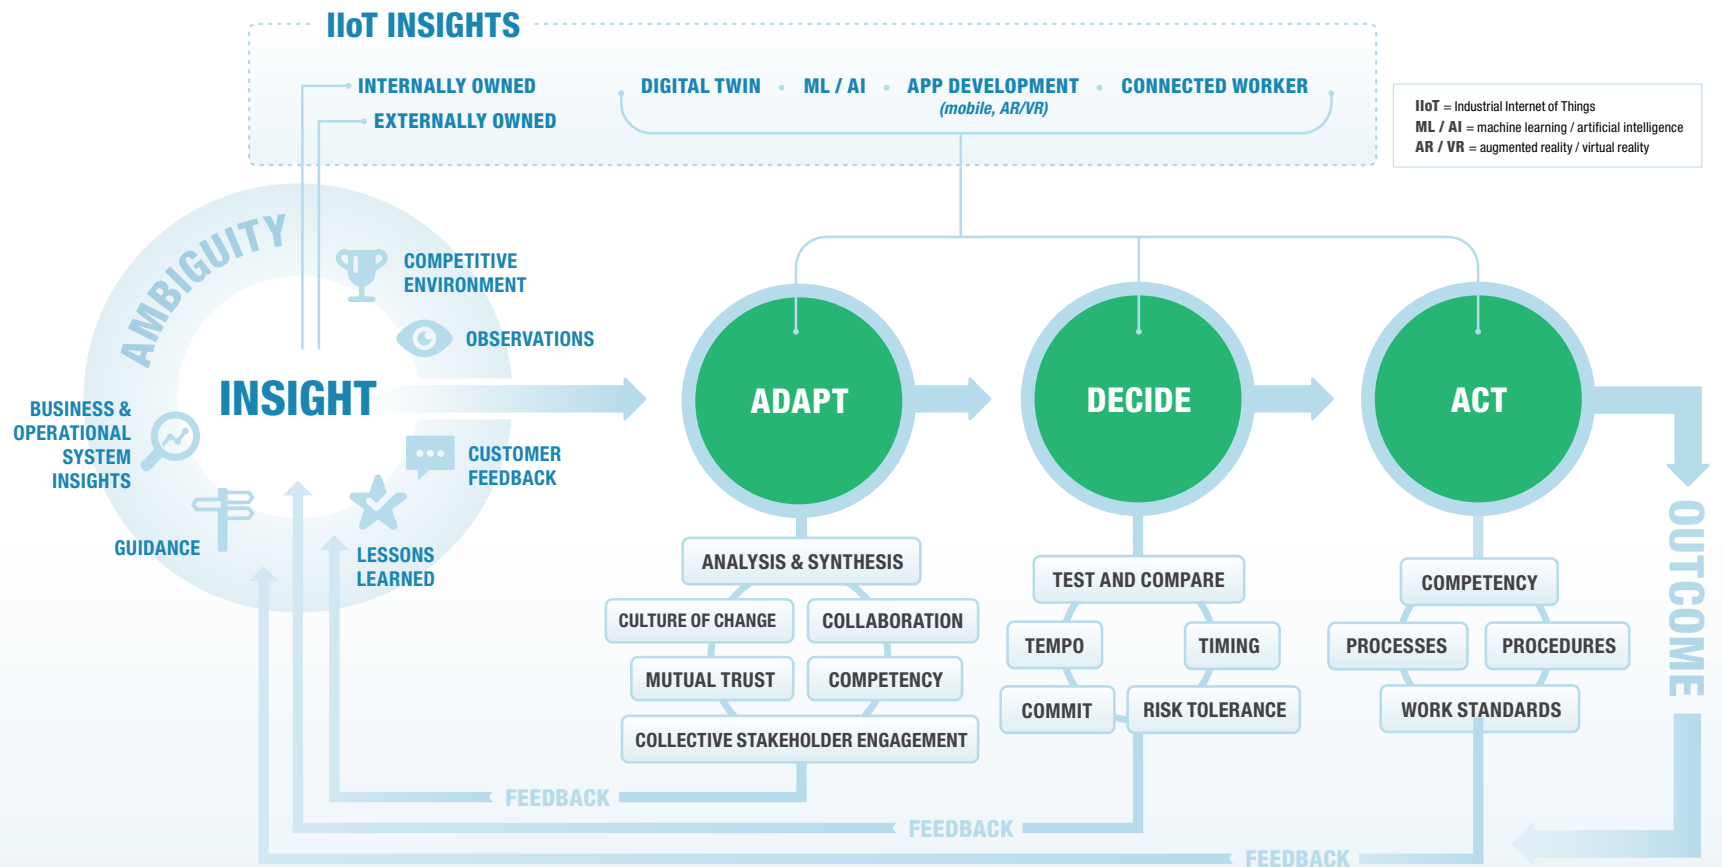 IIoT INSIGHTS
INTERNALLY OWNED
EXTERNALLY OWNED
DIGITAL TWIN • ML / AI • APP DEVELOPMENT • CONNECTED WORKER
(mobile, AR/VR)
IIoT = Industrial Internet of Things
ML / AI = machine learning / artificial intelligence
AR / VR = augmented reality / virtual reality
AMBIGUITY
COMPETITIVE
ENVIRONMENT
OBSERVATIONS
INSIGHT
BUSINESS &
OPERATIONAL
SYSTEM
INSIGHTS
CUSTOMER
FEEDBACK
GUIDANCE
LESSONS
LEARNED
ADAPT
DECIDE
ACT
OUTCOME
ANALYSIS & SYNTHESIS
CULTURE OF CHANGE
COLLABORATION
MUTUAL TRUST
COMPETENCY
COLLECTIVE STAKEHOLDER ENGAGEMENT
TEST AND COMPARE
TEMPO
TIMING
COMMIT
RISK TOLERANCE
COMPETENCY
PROCESSES
PROCEDURES
WORK STANDARDS
FEEDBACK
FEEDBACK
FEEDBACK